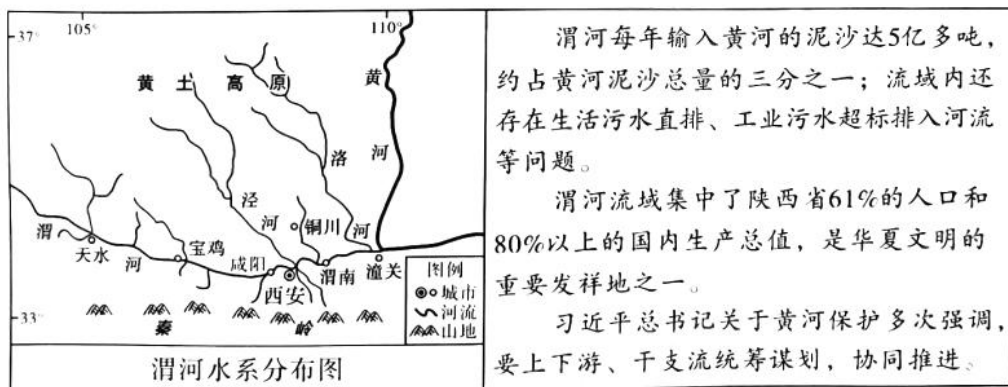 105°
110°
37°
黄土高原
黄河
洛河
泾河
铜川
渭河
天水
宝鸡
咸阳
西安
渭南
潼关
33°
秦岭
图例
城市
河流
山地
渭河水系分布图
渭河每年输入黄河的泥沙达5亿多吨，
约占黄河泥沙总量的三分之一；流域内还
存在生活污水直排、工业污水超标排入河流
等问题。
渭河流域集中了陕西省61%的人口和
80%以上的国内生产总值，是华夏文明的
重要发祥地之一。
习近平总书记关于黄河保护多次强调，
要上下游、干支流统筹谋划，协同推进。